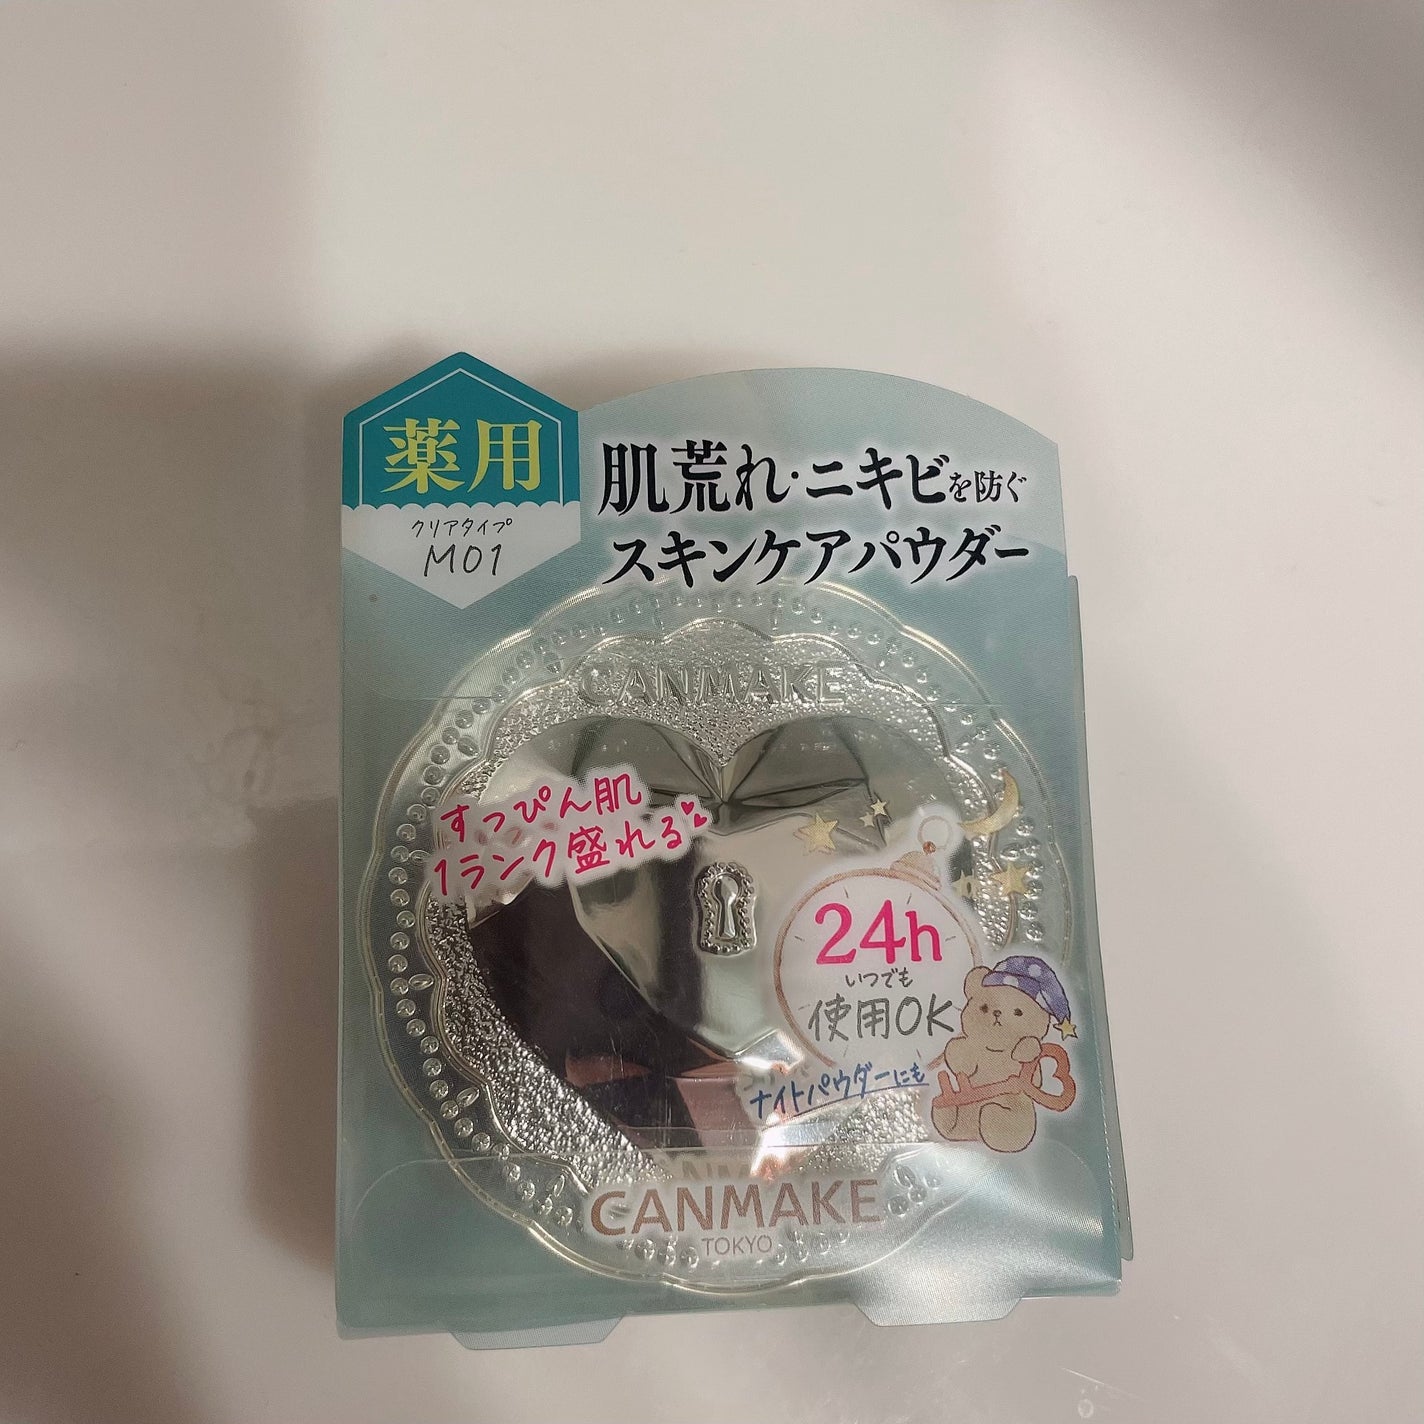 薬用
クリアタイプ
M01
肌荒れ・ニキビを防ぐ
スキンケアパウダー
CANMAKE
すっぴん肌
1ランク盛れる
24h
いつでも
使用OK
ナイトパウダーにも
CANMAKE
TOKYO